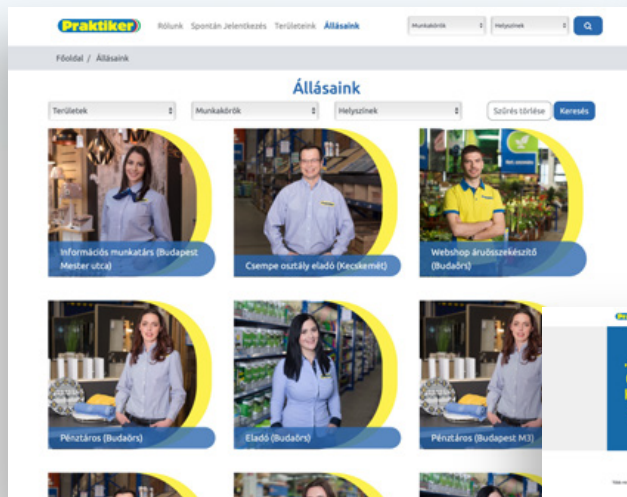 Praktiker Rólunk Spontán Jelentkezés Területeink Állásaink Munkakörök Helyszínek
Főoldal / Állásaink
Állásaink
Területek Munkakörök Helyszínek Szűrés törlése Keresés
Információs munkatárs (Budapest
Mester utca)
Csempe osztály eladó (Kecskemét)
Webshop áruösszekészítő
(Budaörs)
Pénztáros (Budaörs)
Eladó (Budaörs)
Pénztáros (Budapest M3)